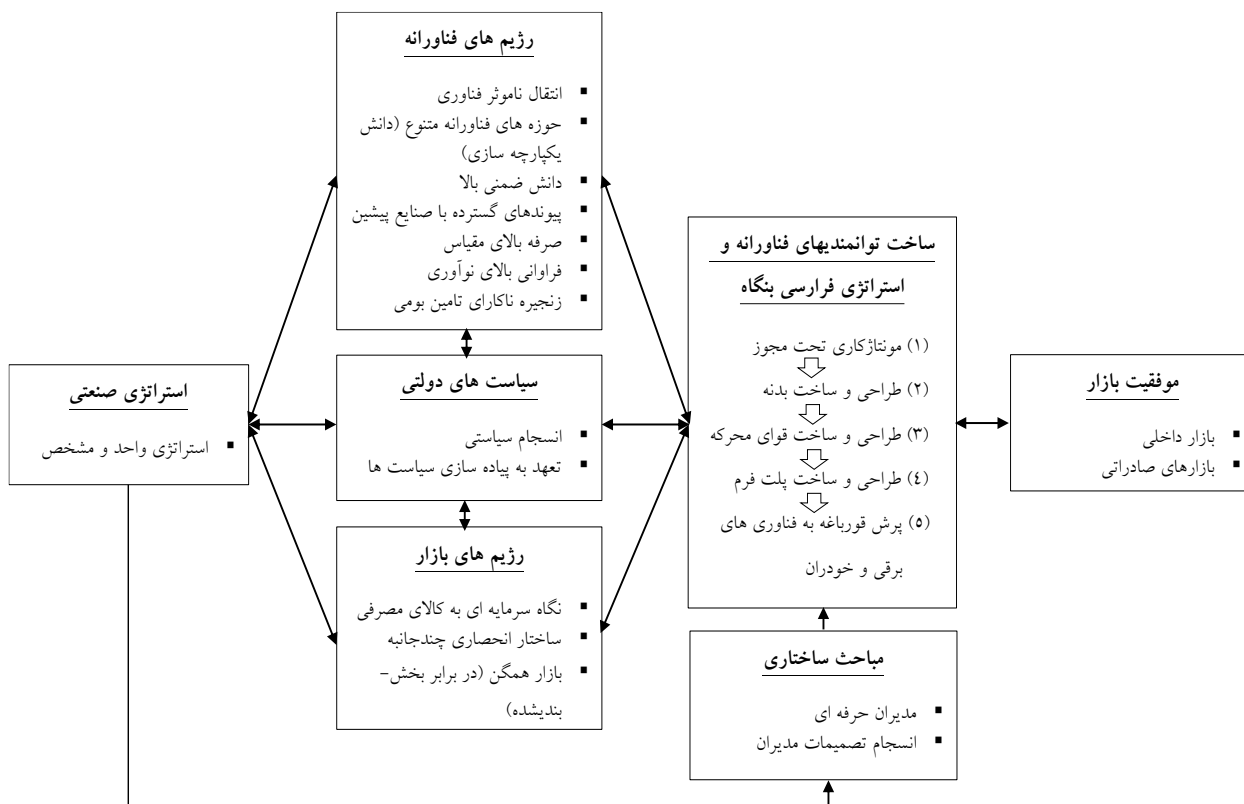 رژیم های فناورانه
▪ انتقال ناموثر فناوری
▪ حوزه های فناورانه متنوع (دانش
یکپارچه سازی)
▪ دانش ضمنی بالا
▪ پیوندهای گسترده با صنایع پیشین
▪ صرفه بالای مقیاس
▪ فراوانی بالای نوآوری
▪ زنجیره ناکارای تامین بومی
سیاست های دولتی
▪ انسجام سیاستی
▪ تعهد به پیاده سازی سیاست ها
رژیم های بازار
▪ نگاه سرمایه ای به کالای مصرفی
▪ ساختار انحصاری چندجانبه
▪ بازار همگن (در برابر بخش-
بندیشده)
استراتژی صنعتی
▪ استراتژی واحد و مشخص
ساخت توانمندیهای فناورانه و
استراتژی فرارسی بنگاه
(۱) مونتاژکاری تحت مجوز
(۲) طراحی و ساخت بدنه
(۳) طراحی و ساخت قوای محرکه
(٤) طراحی و ساخت پلت فرم
(٥) پرش قورباغه به فناوری های
برقی و خودران
مباحث ساختاری
▪ مدیران حرفه ای
▪ انسجام تصمیمات مدیران
موفقیت بازار
▪ بازار داخلی
▪ بازارهای صادراتی